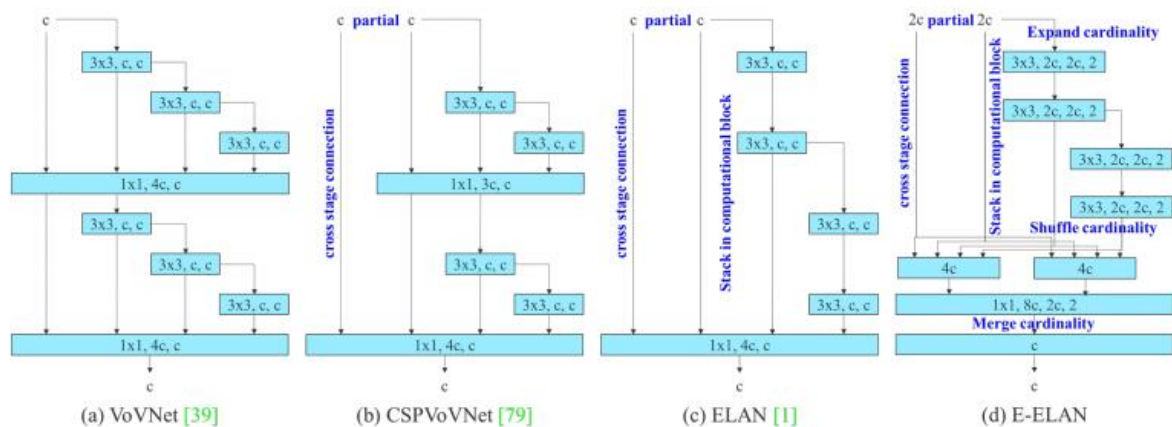 c
3x3, c, c
3x3, c, c
3x3, c, c
1x1, 4c, c
3x3, c, c
3x3, c, c
3x3, c, c
1x1, 4c, c
c
(a) VoVNet [39]
c partial c
cross stage connection
3x3, c, c
3x3, c, c
1x1, 3c, c
3x3, c, c
3x3, c, c
1x1, 4c, c
c
(b) CSPVoVNet [79]
c partial c
cross stage connection
Stack in computational block
3x3, c, c
3x3, c, c
3x3, c, c
3x3, c, c
1x1, 4c, c
c
(c) ELAN [1]
2c partial 2c
cross stage connection
Stack in computational block
Expand cardinality
3x3, 2c, 2c, 2
3x3, 2c, 2c, 2
3x3, 2c, 2c, 2
3x3, 2c, 2c, 2
Shuffle cardinality
4c 4c
1x1, 8c, 2c, 2
Merge cardinality
c
c
(d) E-ELAN